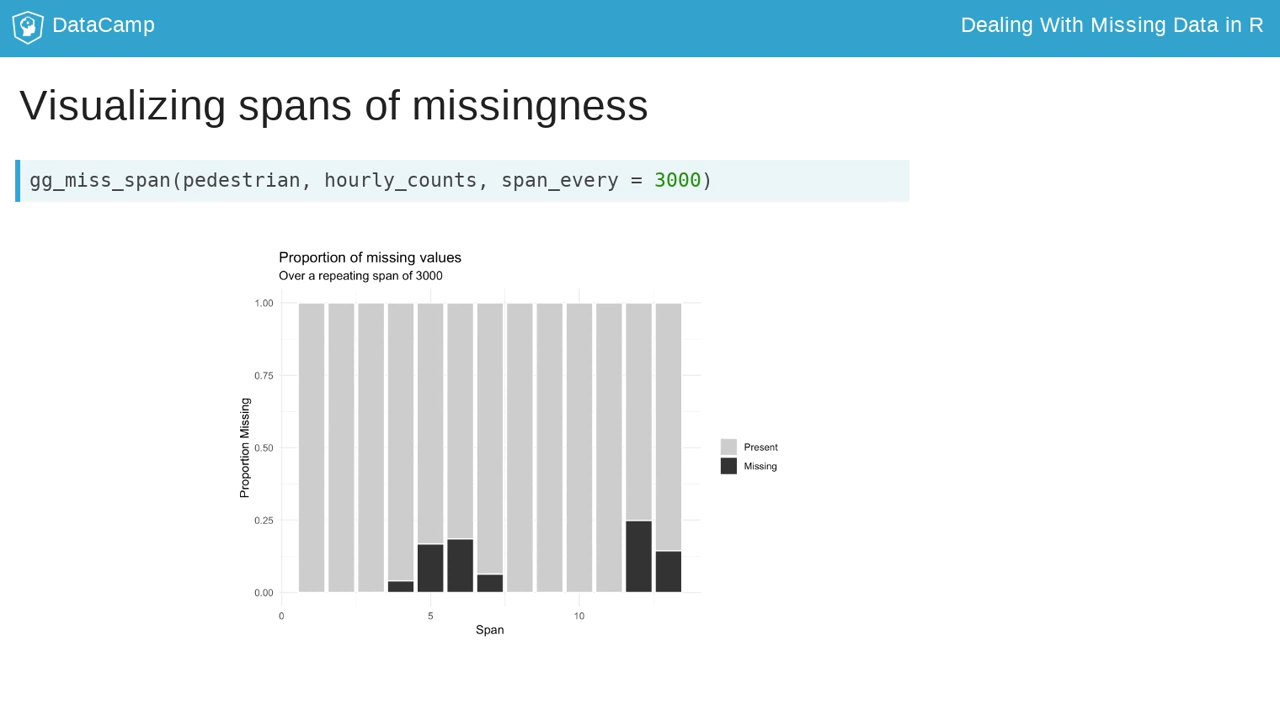 DataCamp
Dealing With Missing Data in R
Visualizing spans of missingness
gg_miss_span(pedestrian, hourly_counts, span_every = 3000)
Proportion of missing values
Over a repeating span of 3000
1.00
0.75
0.50
0.25
0.00
Proportion Missing
0
5
10
Span
Present
Missing